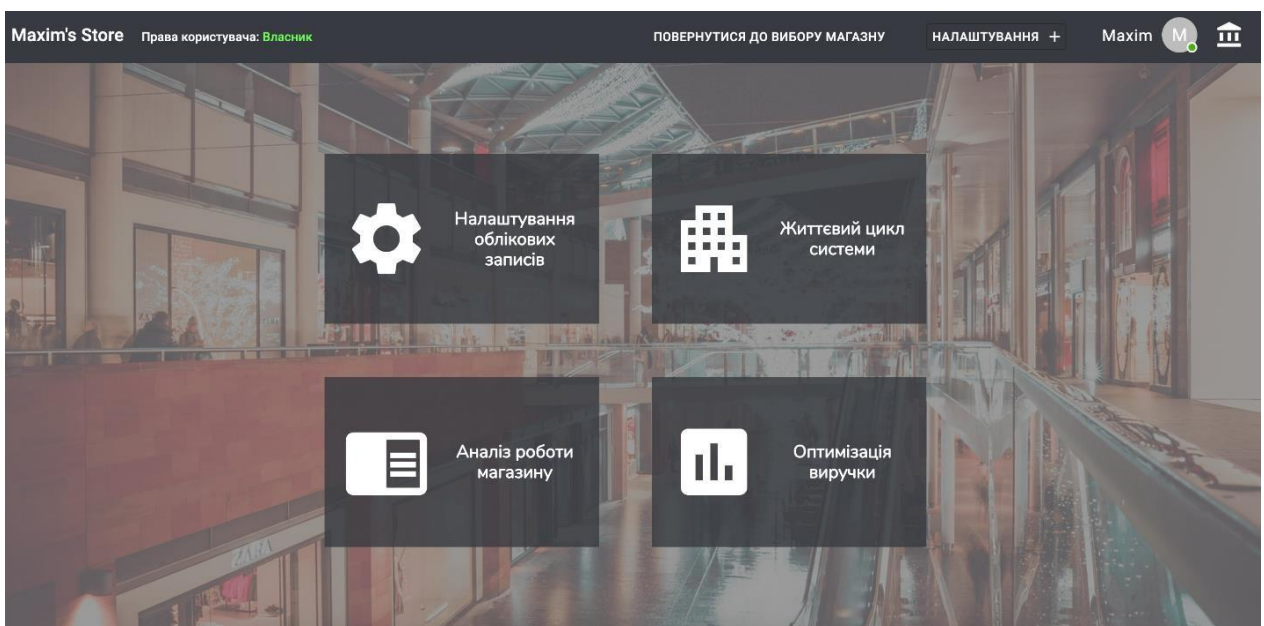 Maxim's Store Права користувача: Власник ПОВЕРНУТИСЯ ДО ВИБОРУ МАГАЗНУ НАЛАШТУВАННЯ + Maxim M
Налаштування
облікових
записів
Життєвий цикл
системи
Аналіз роботи
магазину
Оптимізація
виручки
ZARA